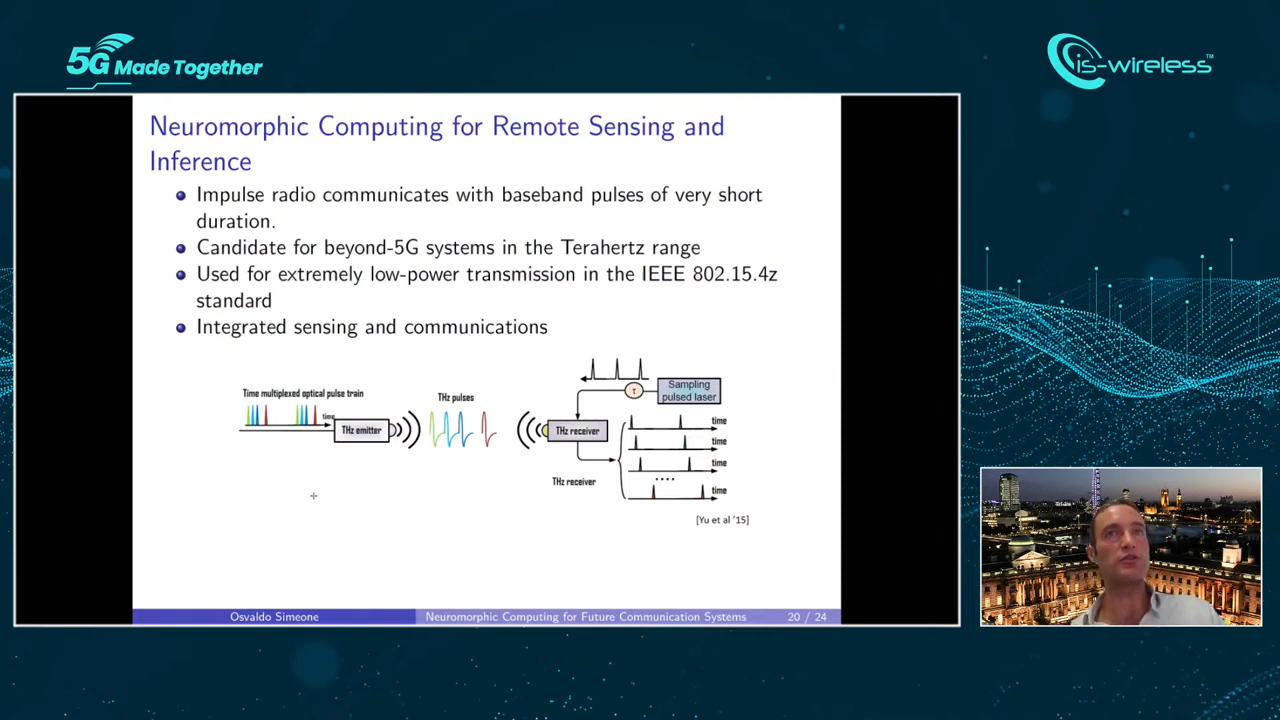 5G Made Together
is-wireless™
Neuromorphic Computing for Remote Sensing and
Inference
Impulse radio communicates with baseband pulses of very short
duration.
Candidate for beyond-5G systems in the Terahertz range
Used for extremely low-power transmission in the IEEE 802.15.4z
standard
Integrated sensing and communications
Time multiplexed optical pulse train
time
THz emitter
THz pulses
τ
Sampling
pulsed laser
THz receiver
THz receiver
time
time
time
....
time
[Yu et al '15]
Osvaldo Simeone
Neuromorphic Computing for Future Communication Systems
20 / 24